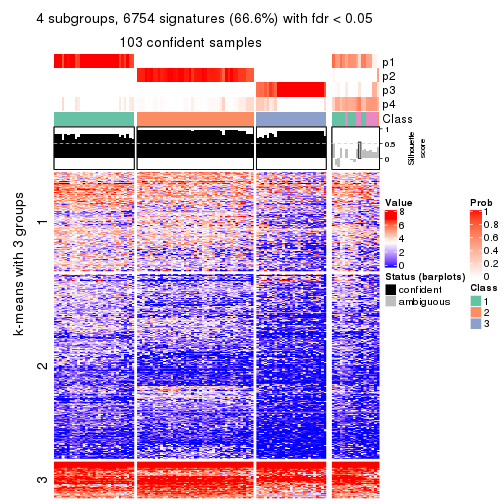 4 subgroups, 6754 signatures (66.6%) with fdr < 0.05
103 confident samples
p1
p2
p3
p4
Class
1
0.5
0
Silhouette
score
k-means with 3 groups
1
2
3
Value
8
6
4
2
0
Status (barplots)
confident
ambiguous
Prob
1
0.8
0.6
0.4
0.2
0
Class
1
2
3